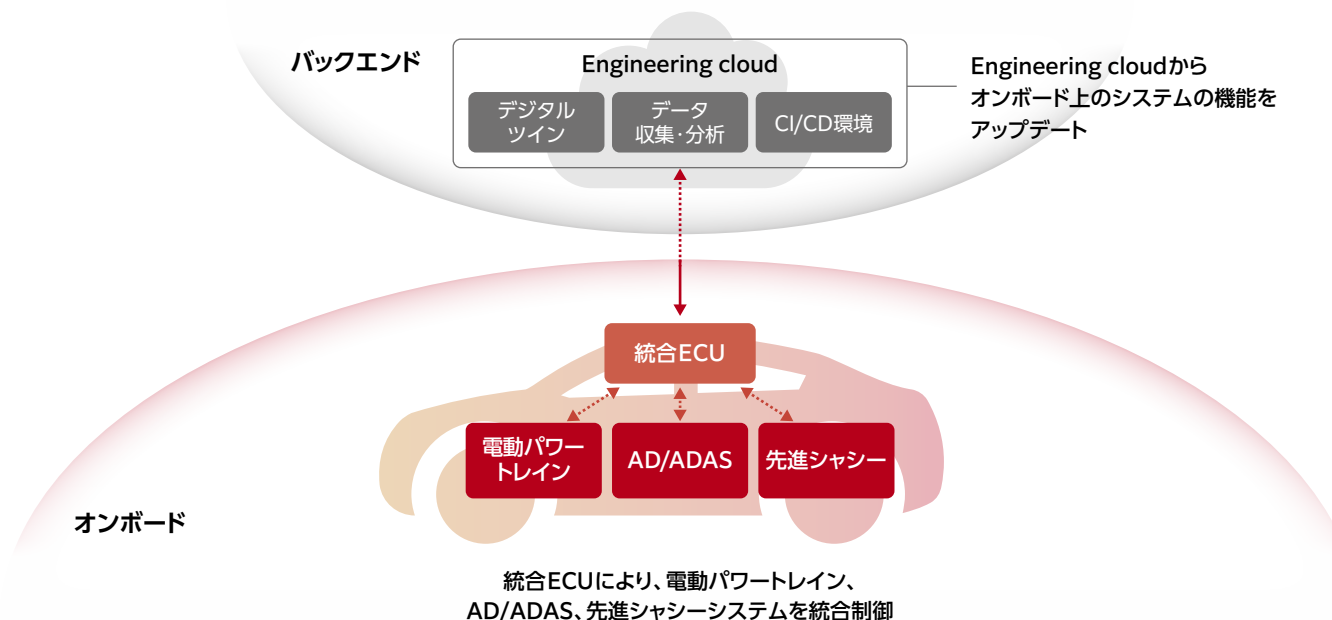 バックエンド
Engineering cloud
デジタル
ツイン
データ
収集・分析
CI/CD環境
Engineering cloudから
オンボード上のシステムの機能を
アップデート
統合ECU
電動パワー
トレイン
AD/ADAS
先進シャシー
オンボード
統合ECUにより、電動パワートレイン、
AD/ADAS、先進シャシーシステムを統合制御